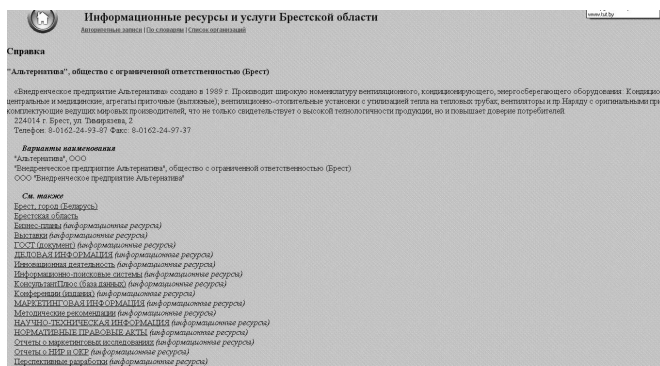 www.tut.by
Информационные ресурсы и услуги Брестской области
Авторитетные записи | По словарям | Список организаций
Справка
"Альтернатива", общество с ограниченной ответственностью (Брест)
«Внедренческое предприятие Альтернатива» создано в 1989 г. Производит широкую номенклатуру вентиляционного, кондиционирующего, энергосберегающего оборудования: Кондицио
центральные и медицинские, агрегаты приточные (вытяжные), вентиляционно-отопительные установки с утилизацией тепла на тепловых трубах, вентиляторы и пр.Наряду с оригинальными при
комплектующие ведущих мировых производителей, что не только свидетельствует о высокой технологичности продукции, но и повышает доверие потребителей.
224014 г. Брест, ул. Тимирязева, 2
Телефон: 8-0162-24-93-87 Факс: 8-0162-24-97-37
Варианты наименования
"Альтернатива", ООО
"Внедренческое предприятие Альтернатива", общество с ограниченной ответственностью (Брест)
ООО "Внедренческое предприятие Альтернатива"
См. также
Брест, город (Беларусь)
Брестская область
Бизнес-планы (информационные ресурсы)
Выставки (информационные ресурсы)
ГОСТ (документ) (информационные ресурсы)
ДЕЛОВАЯ ИНФОРМАЦИЯ (информационные ресурсы)
Инновационная деятельность (информационные ресурсы)
Информационно-поисковые системы (информационные ресурсы)
КонсультантПлюс (база данных) (информационные ресурсы)
Конференции (издания) (информационные ресурсы)
МАРКЕТИНГОВАЯ ИНФОРМАЦИЯ (информационные ресурсы)
Методические рекомендации (информационные ресурсы)
НАУЧНО-ТЕХНИЧЕСКАЯ ИНФОРМАЦИЯ (информационные ресурсы)
НОРМАТИВНЫЕ ПРАВОВЫЕ АКТЫ (информационные ресурсы)
Отчеты о маркетинговых исследованиях (информационные ресурсы)
Отчеты о НИР и ОКР (информационные ресурсы)
Перспективные разработки (информационные ресурсы)